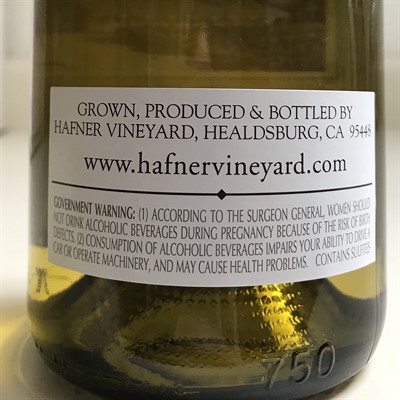 GROWN, PRODUCED & BOTTLED BY
HAFNER VINEYARD, HEALDSBURG, CA 95448
www.hafnervineyard.com
GOVERNMENT WARNING: (1) ACCORDING TO THE SURGEON GENERAL, WOMEN SHOULD
NOT DRINK ALCOHOLIC BEVERAGES DURING PREGNANCY BECAUSE OF THE RISK OF BIRTH
DEFECTS. (2) CONSUMPTION OF ALCOHOLIC BEVERAGES IMPAIRS YOUR ABILITY TO DRIVE A
CAR OR OPERATE MACHINERY, AND MAY CAUSE HEALTH PROBLEMS. CONTAINS SULFITES
750